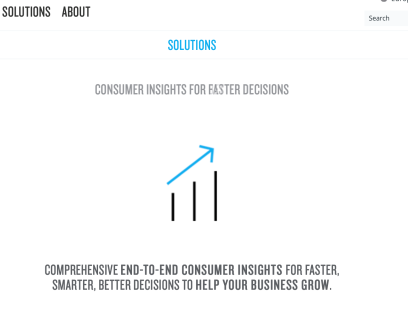 SOLUTIONS ABOUT
Search
SOLUTIONS
CONSUMER INSIGHTS FOR FASTER DECISIONS
COMPREHENSIVE END-TO-END CONSUMER INSIGHTS FOR FASTER,
SMARTER, BETTER DECISIONS TO HELP YOUR BUSINESS GROW.